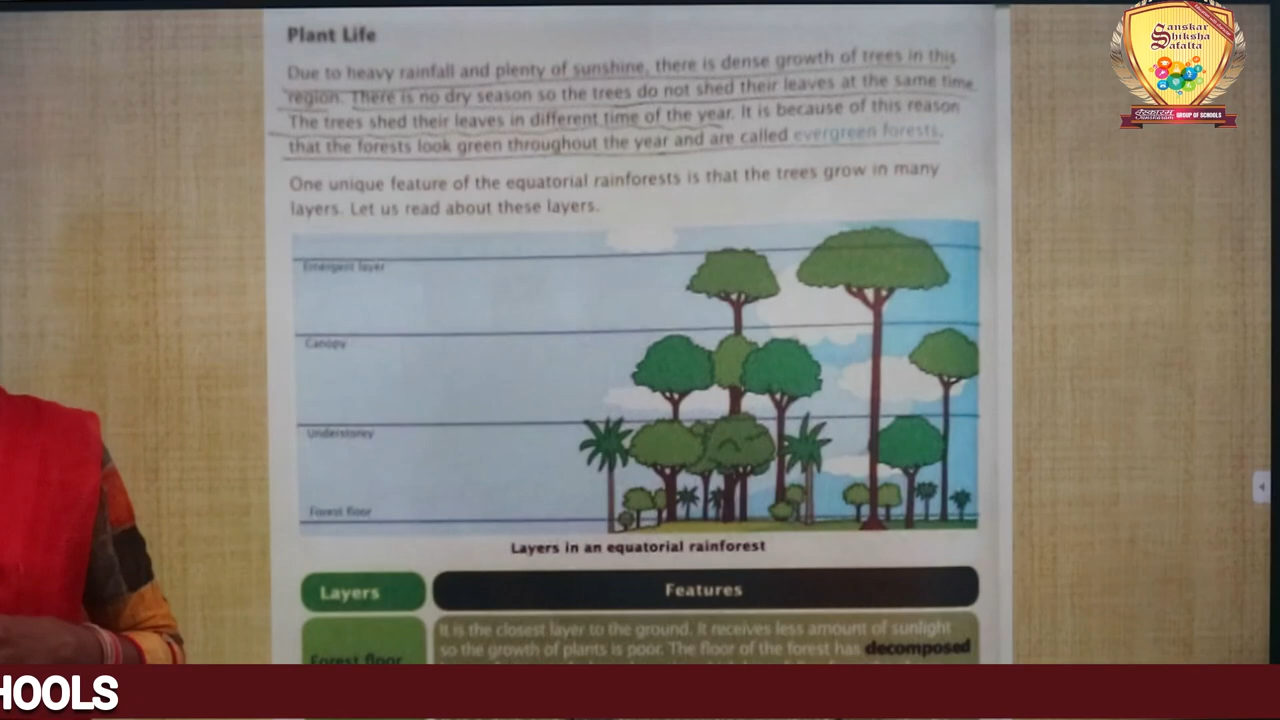 Plant Life
Due to heavy rainfall and plenty of sunshine, there is dense growth of trees in this
region. There is no dry season so the trees do not shed their leaves at the same time.
The trees shed their leaves in different time of the year. It is because of this reason
that the forests look green throughout the year and are called evergreen forests.
One unique feature of the equatorial rainforests is that the trees grow in many
layers. Let us read about these layers.
Emergent layer
Canopy
Understorey
Forest floor
Layers in an equatorial rainforest
Layers
Features
Forest floor
It is the closest layer to the ground. It receives less amount of sunlight
so the growth of plants is poor. The floor of the forest has decomposed
Sanskar
Shiksha
Safalta
GROUP OF SCHOOLS
HOOLS